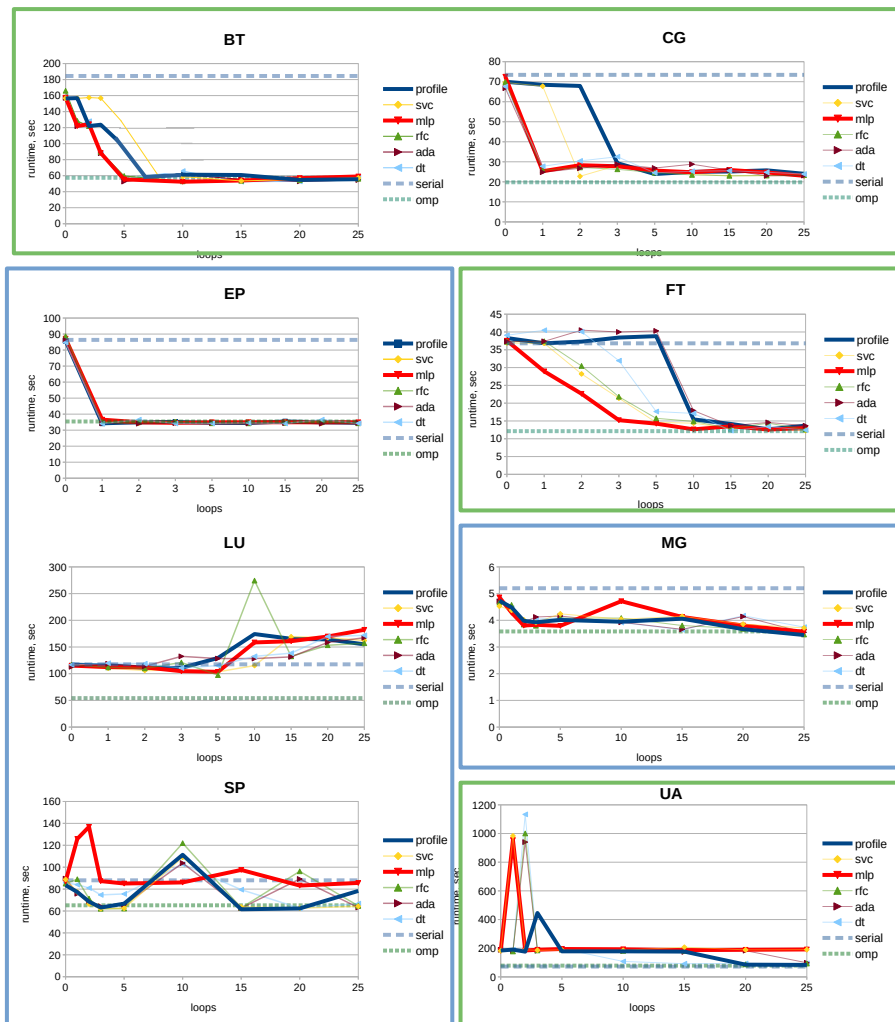 BT
runtime, sec
200
180
160
140
120
100
80
60
40
20
0
0 5 10 15 20 25
loops
profile
svc
mlp
rfc
ada
dt
serial
omp
CG
runtime, sec
80
70
60
50
40
30
20
10
0
0 1 2 3 5 10 15 20 25
loops
profile
svc
mlp
rfc
ada
dt
serial
omp
EP
runtime, sec
100
90
80
70
60
50
40
30
20
10
0
0 1 2 3 5 10 15 20 25
loops
profile
svc
mlp
rfc
ada
dt
serial
omp
FT
runtime, sec
45
40
35
30
25
20
15
10
5
0
0 1 2 3 5 10 15 20 25
loops
profile
svc
mlp
rfc
ada
dt
serial
omp
LU
runtime, sec
300
250
200
150
100
50
0
0 1 2 3 5 10 15 20 25
loops
profile
svc
mlp
rfc
ada
dt
serial
omp
MG
runtime, sec
6
5
4
3
2
1
0
0 5 10 15 20 25
loops
profile
svc
mlp
rfc
ada
dt
serial
omp
SP
runtime, sec
160
140
120
100
80
60
40
20
0
0 5 10 15 20 25
loops
profile
svc
mlp
rfc
ada
dt
serial
omp
UA
runtime, sec
1200
1000
800
600
400
200
0
0 5 10 15 20 25
loops
profile
svc
mlp
rfc
ada
dt
serial
omp